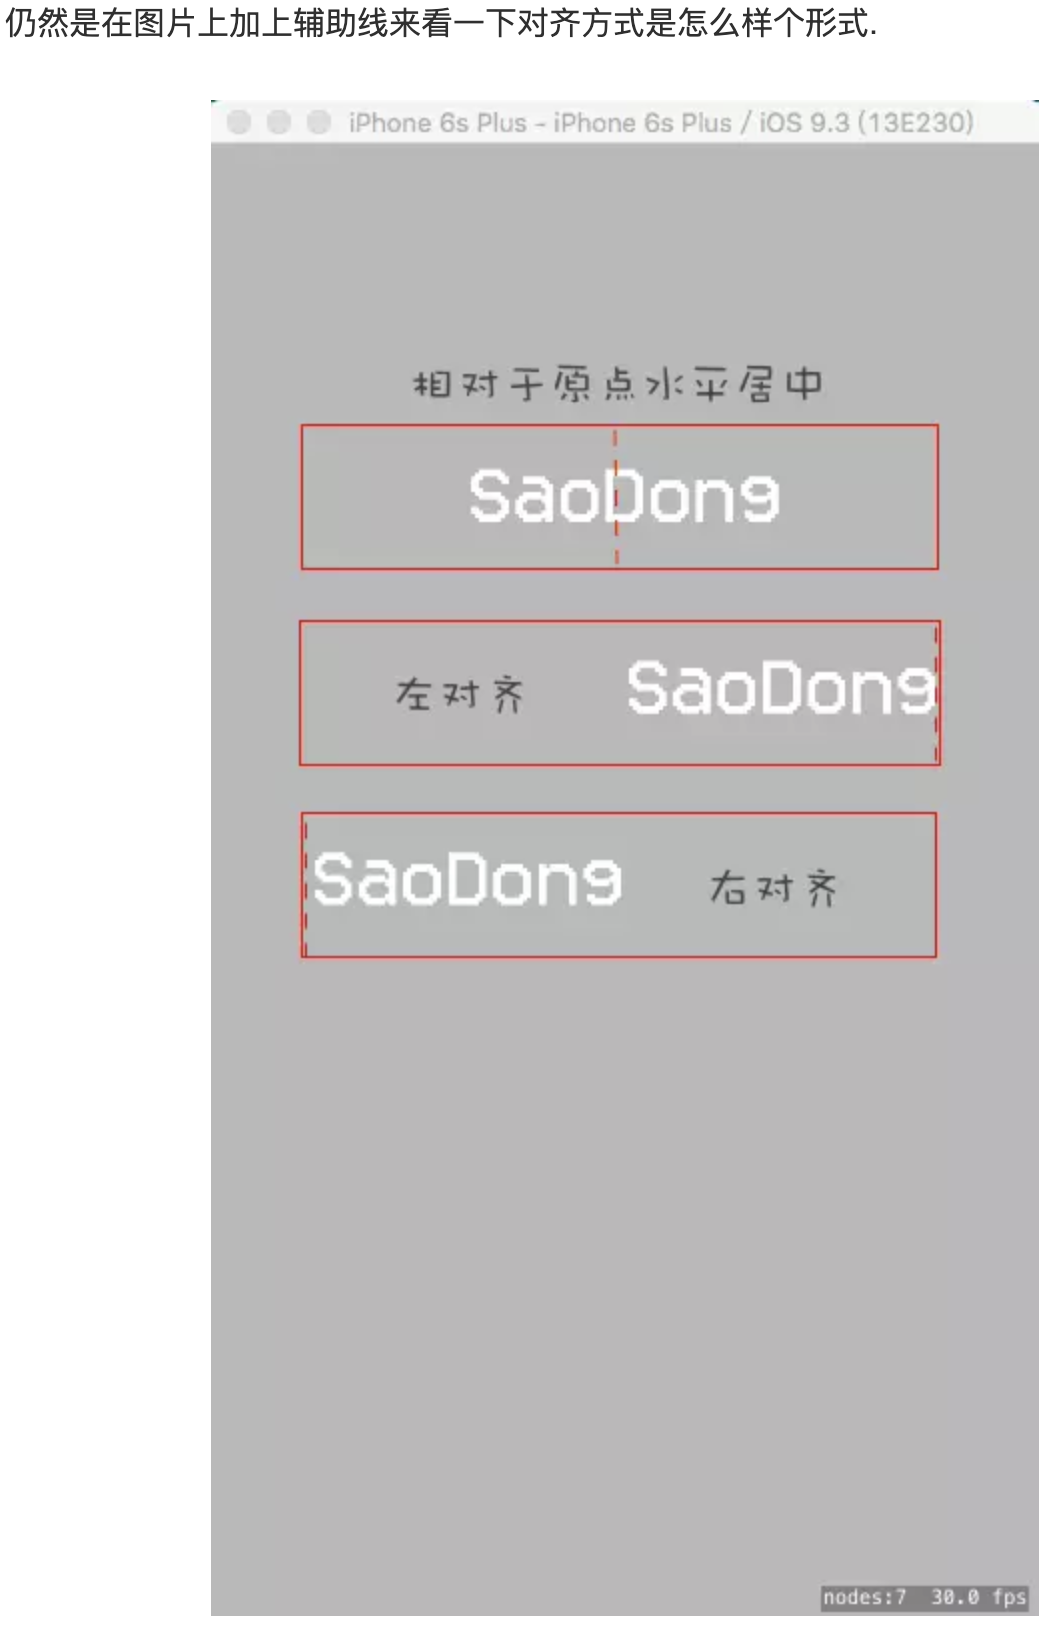 仍然是在图片上加上辅助线来看一下对齐方式是怎么样个形式.
iPhone 6s Plus - iPhone 6s Plus / iOS 9.3 (13E230)
相对于原点水平居中
SaoDong
左对齐 SaoDong
SaoDong 右对齐
nodes:7 30.0 fps